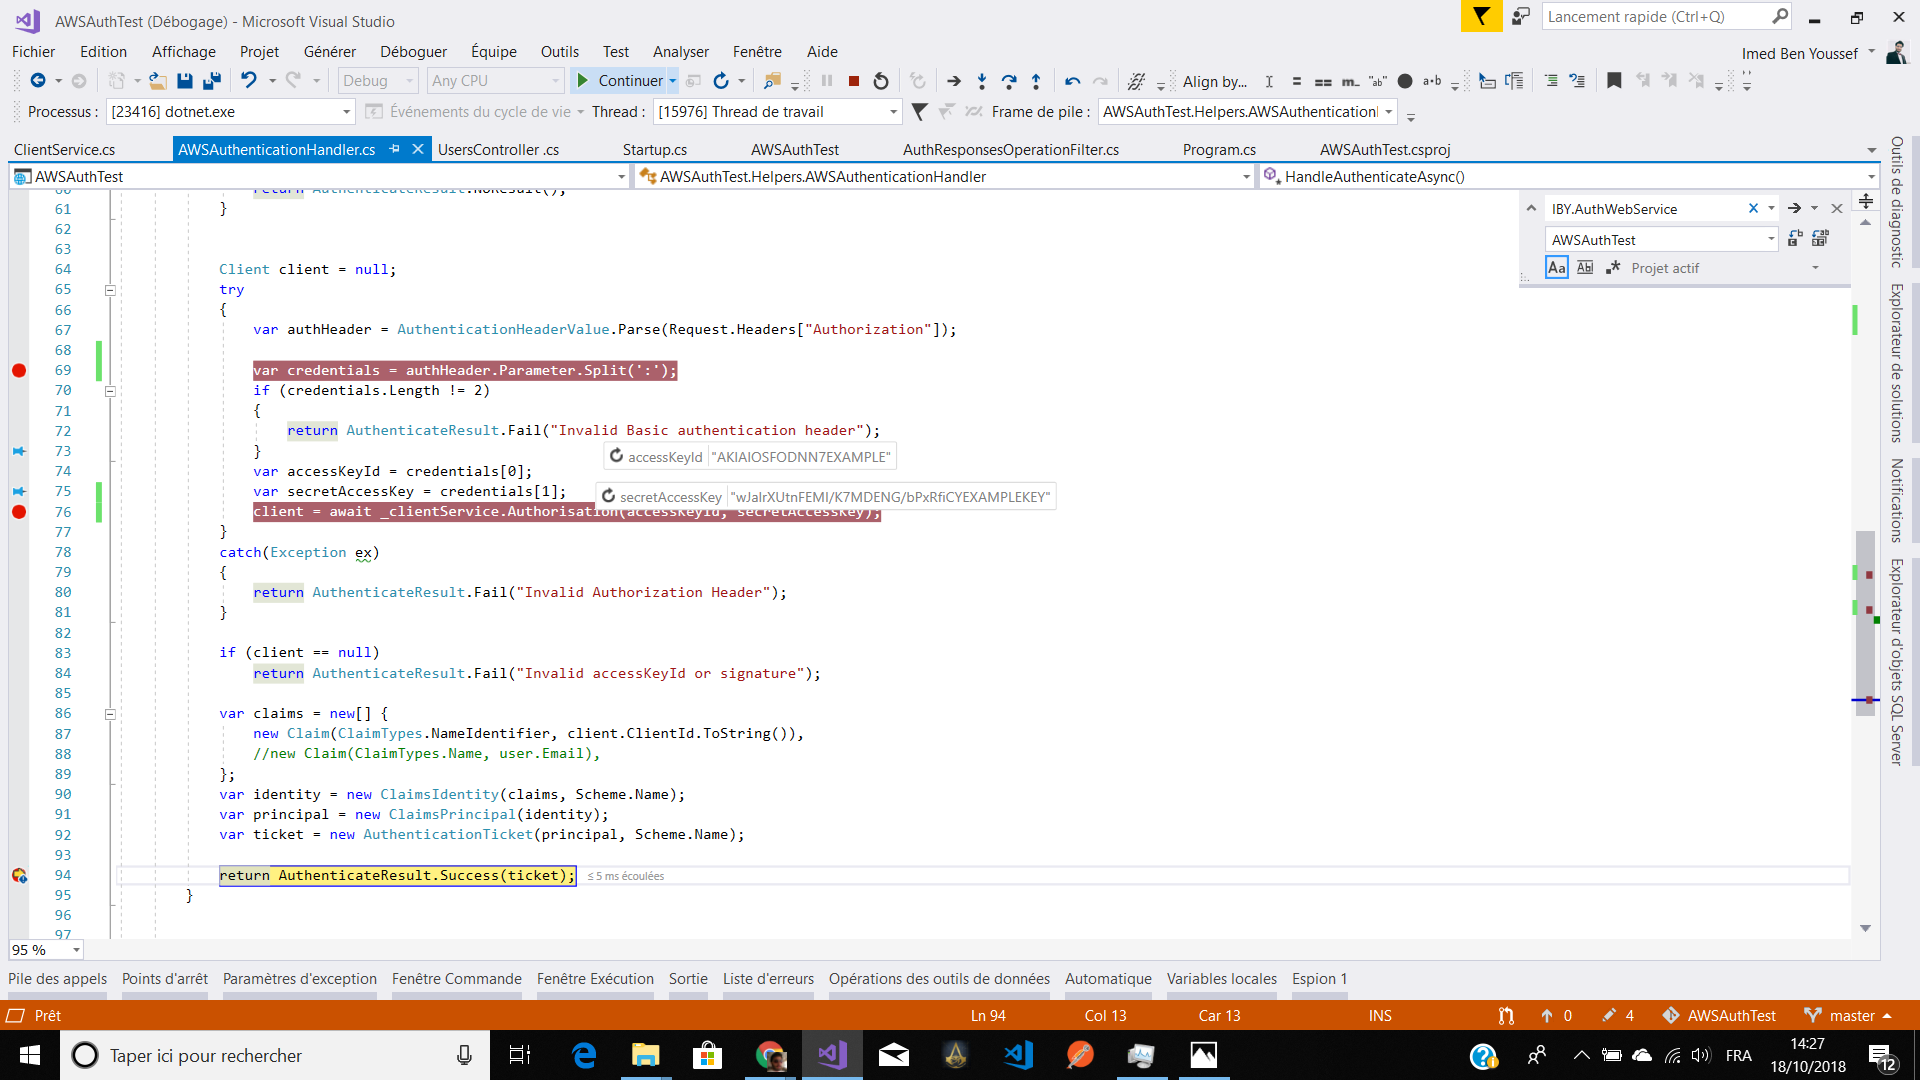 AWSAuthTest (Débogage) - Microsoft Visual Studio
Lancement rapide (Ctrl+Q)
Fichier Edition Affichage Projet Générer Déboguer Équipe Outils Test Analyser Fenêtre Aide
Imed Ben Youssef
Debug Any CPU Continuer Align by...
Processus : [23416] dotnet.exe Événements du cycle de vie Thread : [15976] Thread de travail Frame de pile : AWSAuthTest.Helpers.AWSAuthentication
ClientService.cs AWSAuthenticationHandler.cs UsersController .cs Startup.cs AWSAuthTest AuthResponsesOperationFilter.cs Program.cs AWSAuthTest.csproj
AWSAuthTest AWSAuthTest.Helpers.AWSAuthenticationHandler HandleAuthenticateAsync()
IBY.AuthWebService
AWSAuthTest
Aa Projet actif
60 return AuthenticateResult.NoResult();
61 }
62
63
64 Client client = null;
65 try
66 {
67 var authHeader = AuthenticationHeaderValue.Parse(Request.Headers["Authorization"]);
68
69 var credentials = authHeader.Parameter.Split(':');
70 if (credentials.Length != 2)
71 {
72 return AuthenticateResult.Fail("Invalid Basic authentication header");
73 }
accessKeyId "AKIAIOSFODNN7EXAMPLE"
74 var accessKeyId = credentials[0];
75 var secretAccessKey = credentials[1];
secretAccessKey "wJalrXUtnFEMI/K7MDENG/bPxRfiCYEXAMPLEKEY"
76 client = await _clientService.Authorisation(accessKeyId, secretAccessKey);
77 }
78 catch(Exception ex)
79 {
80 return AuthenticateResult.Fail("Invalid Authorization Header");
81 }
82
83 if (client == null)
84 return AuthenticateResult.Fail("Invalid accessKeyId or signature");
85
86 var claims = new[] {
87 new Claim(ClaimTypes.NameIdentifier, client.ClientId.ToString()),
88 //new Claim(ClaimTypes.Name, user.Email),
89 };
90 var identity = new ClaimsIdentity(claims, Scheme.Name);
91 var principal = new ClaimsPrincipal(identity);
92 var ticket = new AuthenticationTicket(principal, Scheme.Name);
93
94 return AuthenticateResult.Success(ticket); ≤ 5 ms écoulées
95 }
96
97
95 %
Outils de diagnostic
Explorateur de solutions
Notifications
Explorateur d'objets SQL Server
Pile des appels Points d'arrêt Paramètres d'exception Fenêtre Commande Fenêtre Exécution Sortie Liste d'erreurs Opérations des outils de données Automatique Variables locales Espion 1
Prêt Ln 94 Col 13 Car 13 INS 0 4 AWSAuthTest master
Taper ici pour rechercher
FRA
14:27
18/10/2018
12